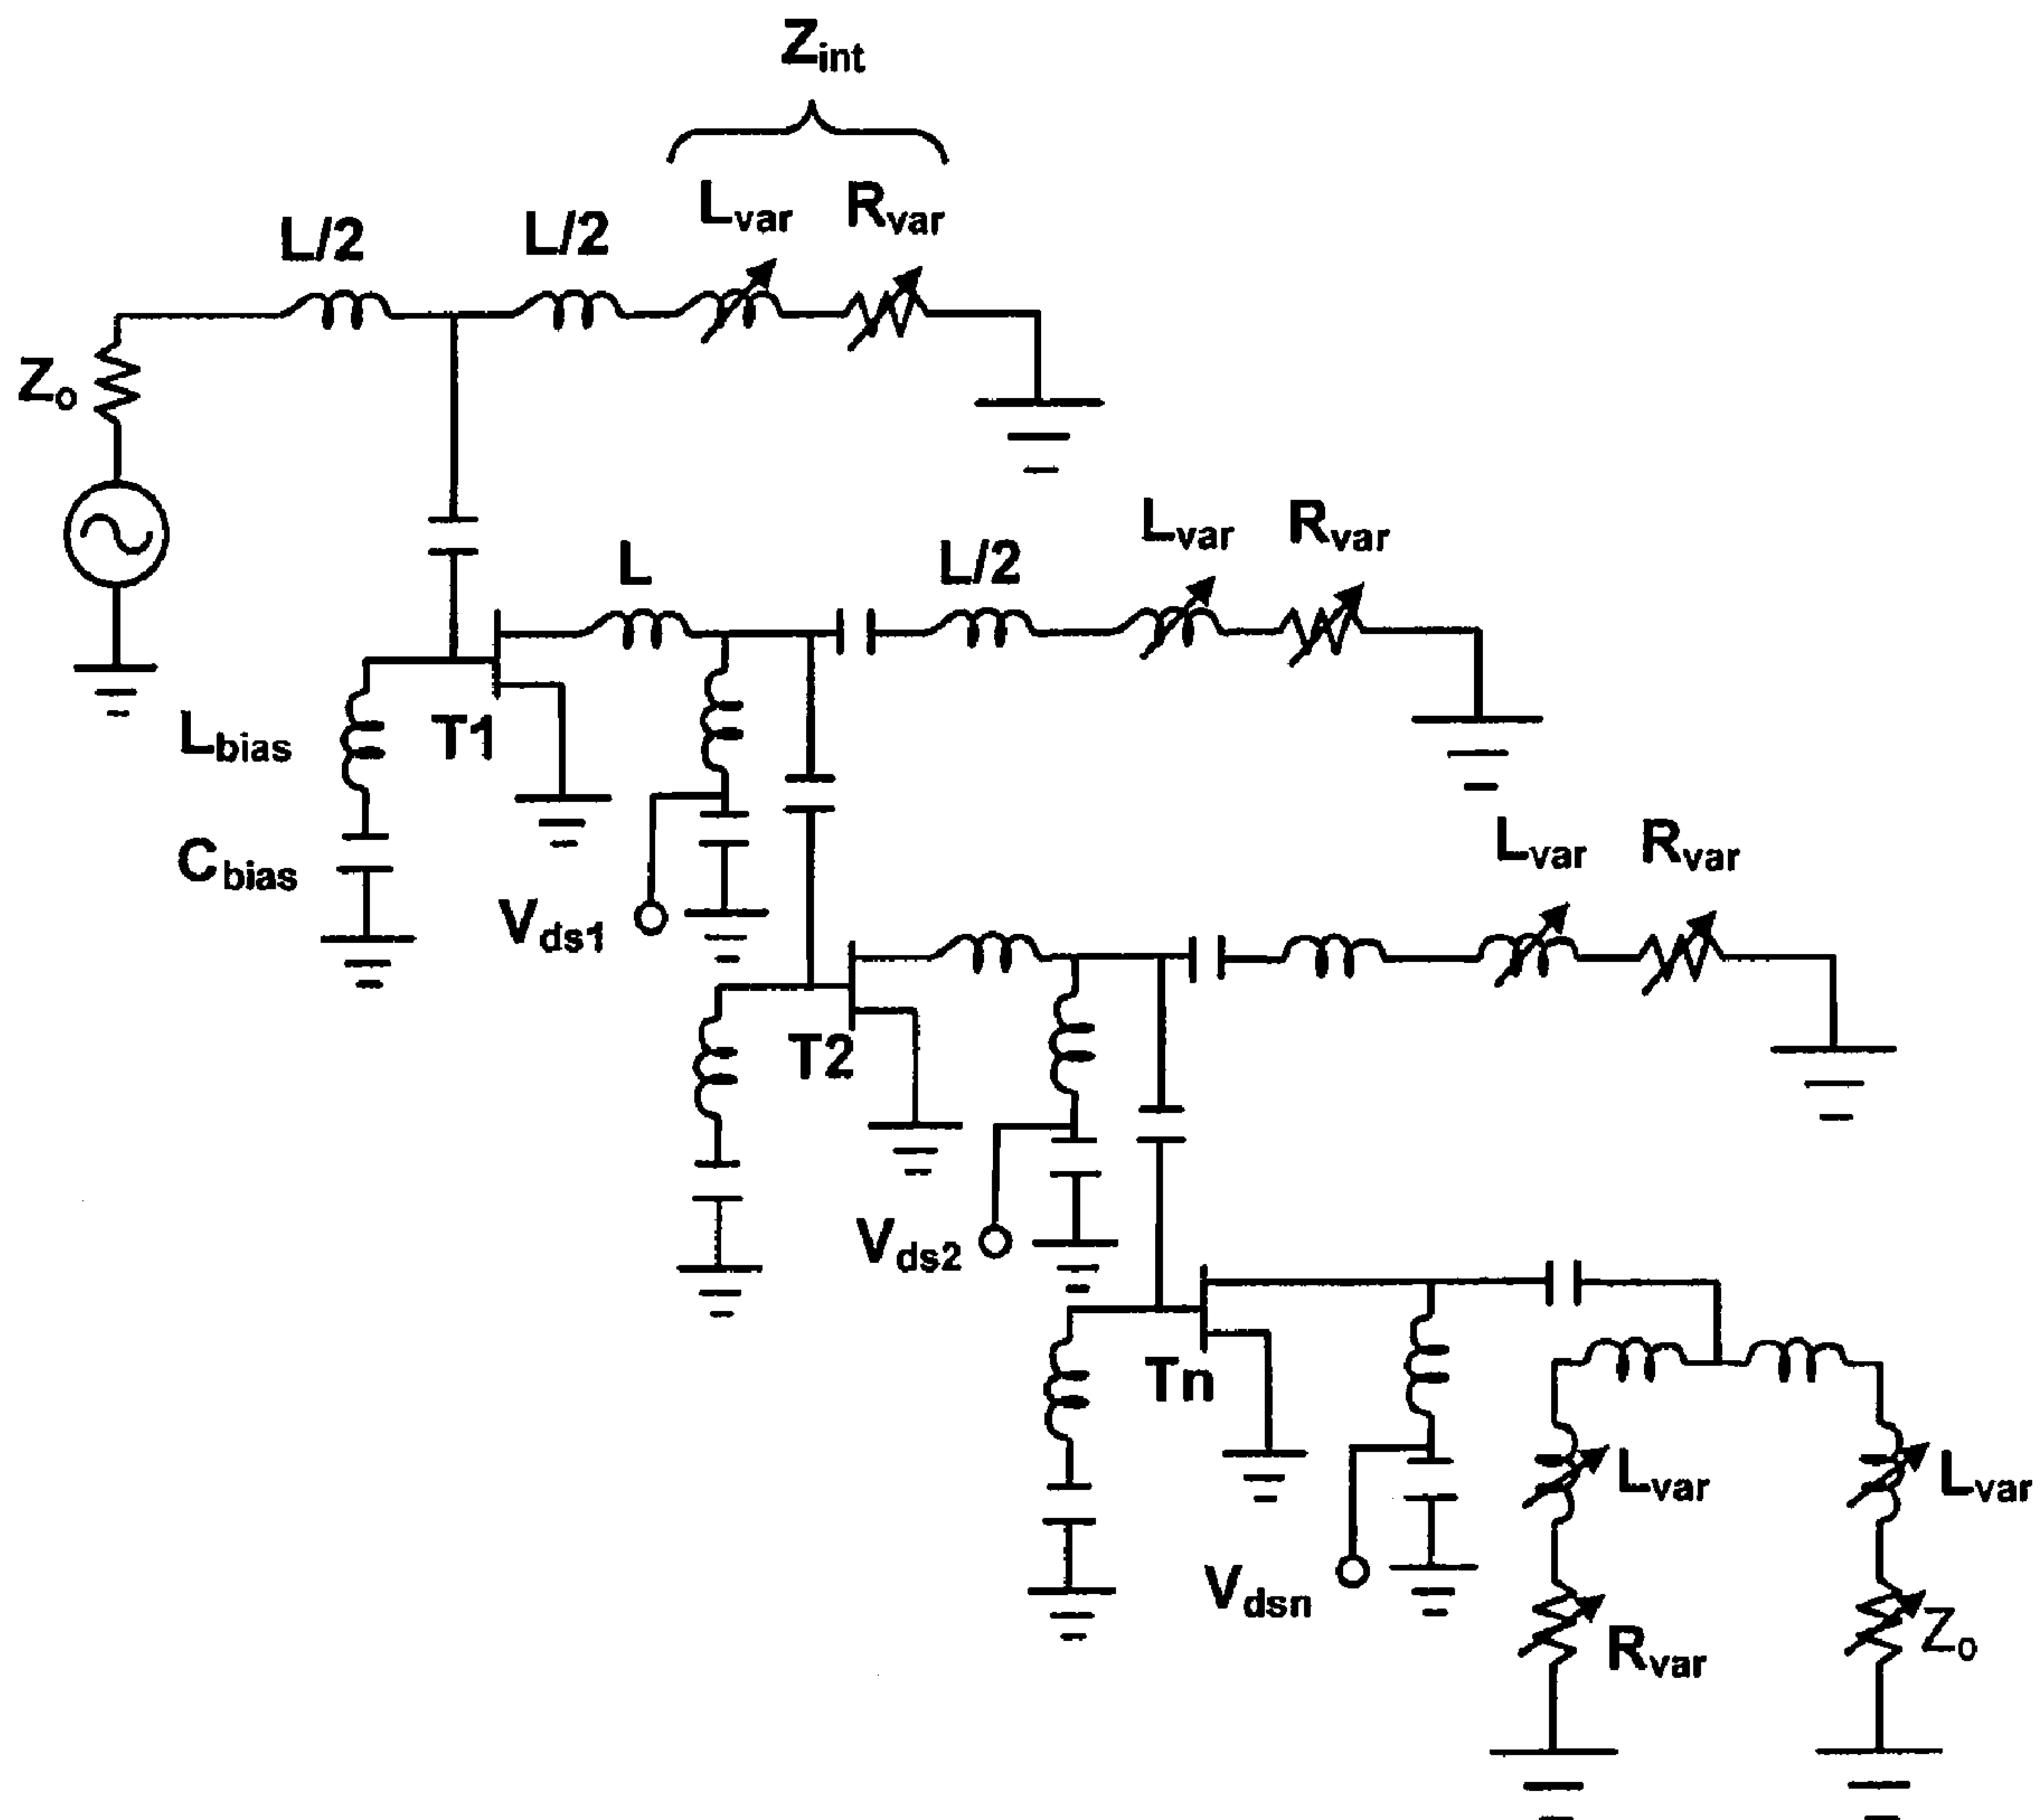 Zint
Lvar Rvar
L/2 L/2
Zo
Lvar Rvar
L L/2
Lbias T1
Lvar Rvar
Cbias
Vds1
T2
Vds2
Tn
Lvar Lvar
Vdsn
Rvar Zo